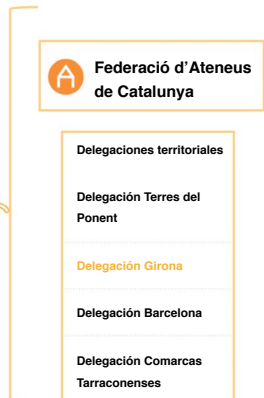 A
Federació d'Ateneus
de Catalunya
Delegaciones territoriales
Delegación Terres del
Ponent
Delegación Girona
Delegación Barcelona
Delegación Comarcas
Tarraconenses